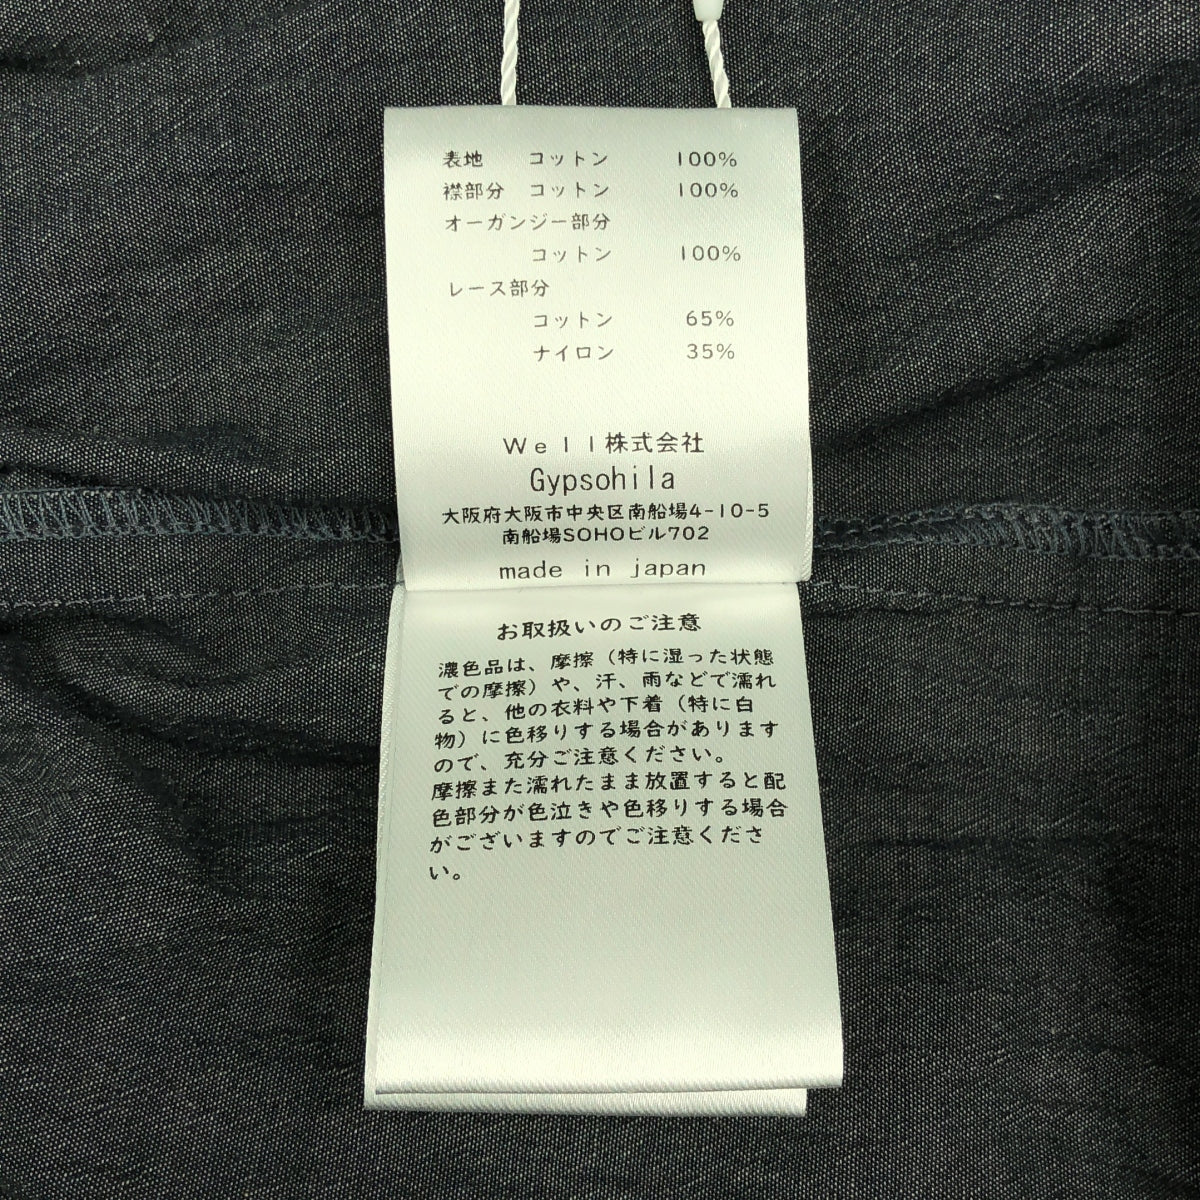 表地 コットン 100%
襟部分 コットン 100%
オーガンジー部分
コットン 100%
レース部分
コットン 65%
ナイロン 35%
Ｗｅｌｌ株式会社
Gypsohila
大阪府大阪市中央区南船場4-10-5
南船場SOHOビル702
made in japan
お取扱いのご注意
濃色品は、摩擦（特に湿った状態
での摩擦）や、汗、雨などで濡れ
ると、他の衣料や下着（特に白
物）に色移りする場合があります
ので、充分ご注意ください。
摩擦また濡れたまま放置すると配
色部分が色泣きや色移りする場合
がございますのでご注意くださ
い。